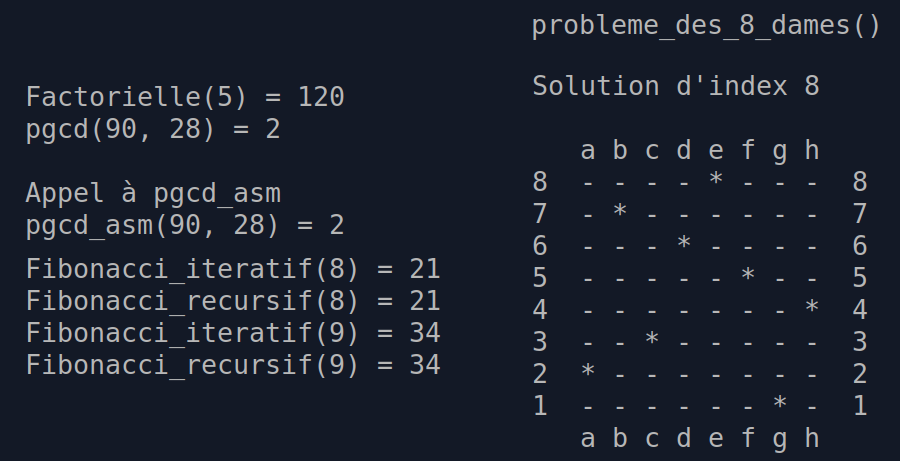 Factorielle(5) = 120
pgcd(90, 28) = 2
Appel à pgcd_asm
pgcd_asm(90, 28) = 2
Fibonacci_iteratif(8) = 21
Fibonacci_recursif(8) = 21
Fibonacci_iteratif(9) = 34
Fibonacci_recursif(9) = 34
probleme_des_8_dames()
Solution d'index 8
a b c d e f g h
8 - - - - * - - - 8
7 - * - - - - - - 7
6 - - - * - - - - 6
5 - - - - - * - - 5
4 - - - - - - - * 4
3 - - * - - - - - 3
2 * - - - - - - - 2
1 - - - - - - * - 1
a b c d e f g h